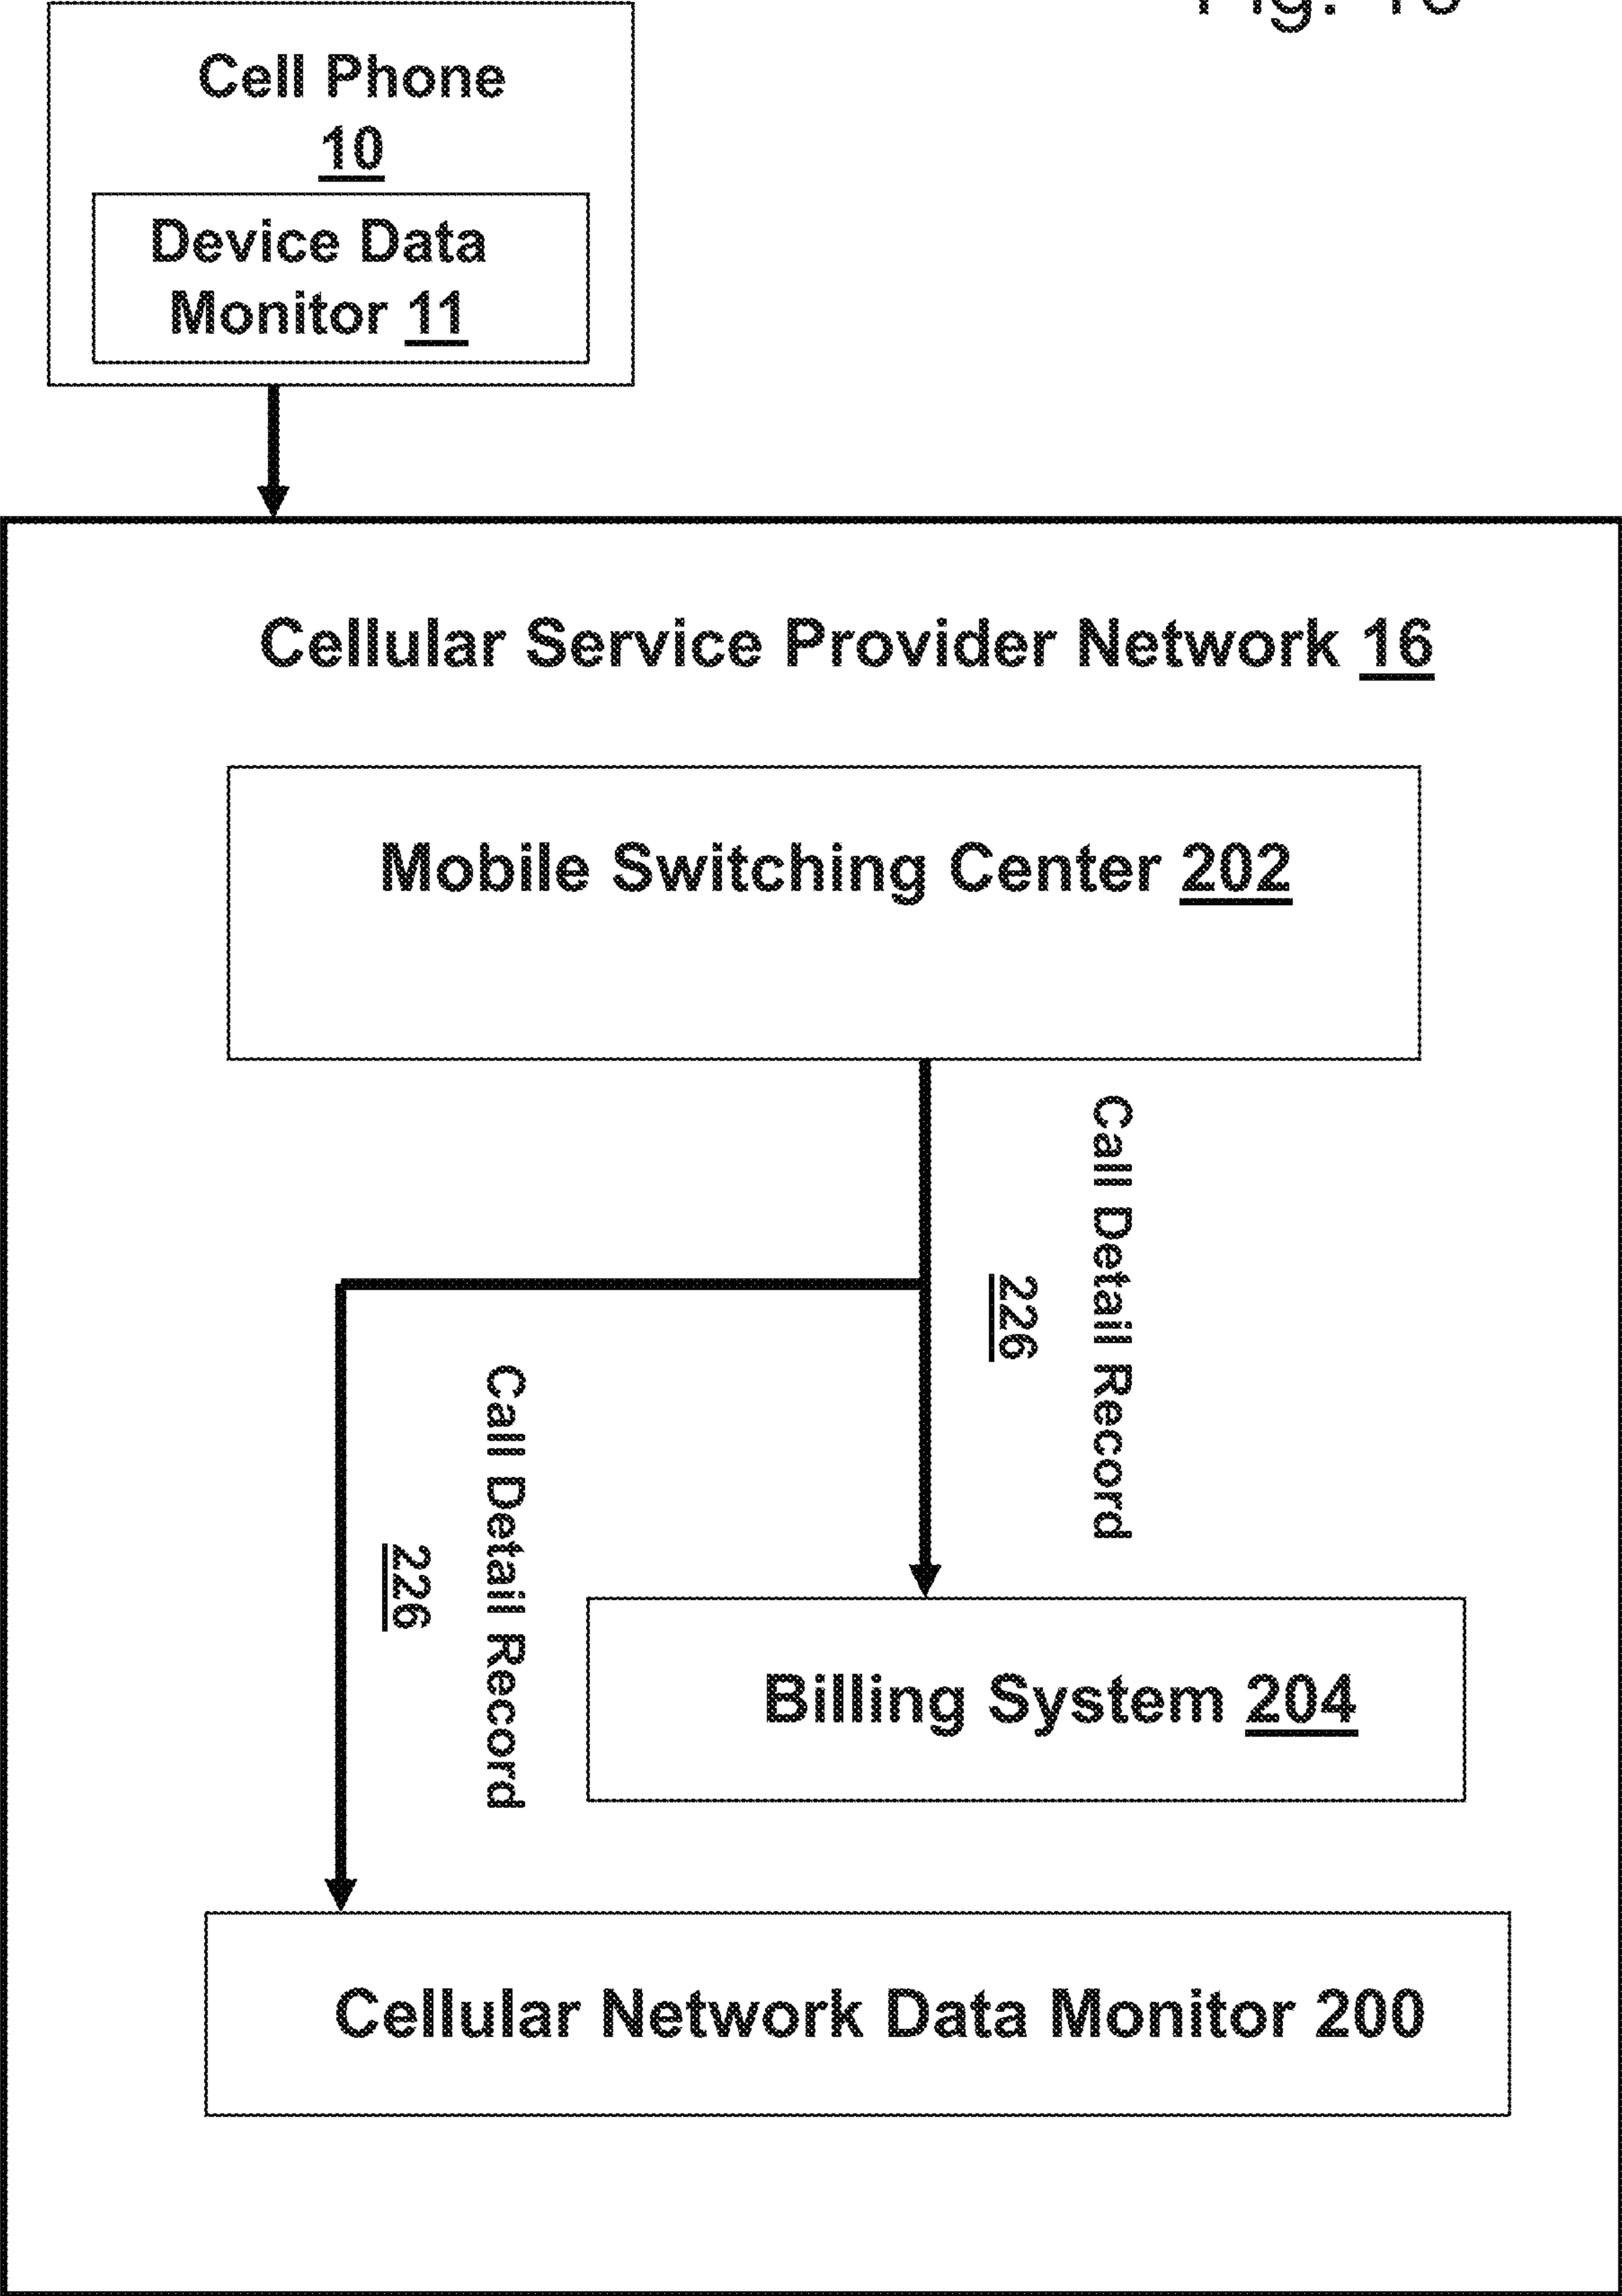 Cell Phone
10
Device Data
Monitor 11
Cellular Service Provider Network 16
Mobile Switching Center 202
Call Detail Record
226
Call Detail Record
226
Billing System 204
Cellular Network Data Monitor 200